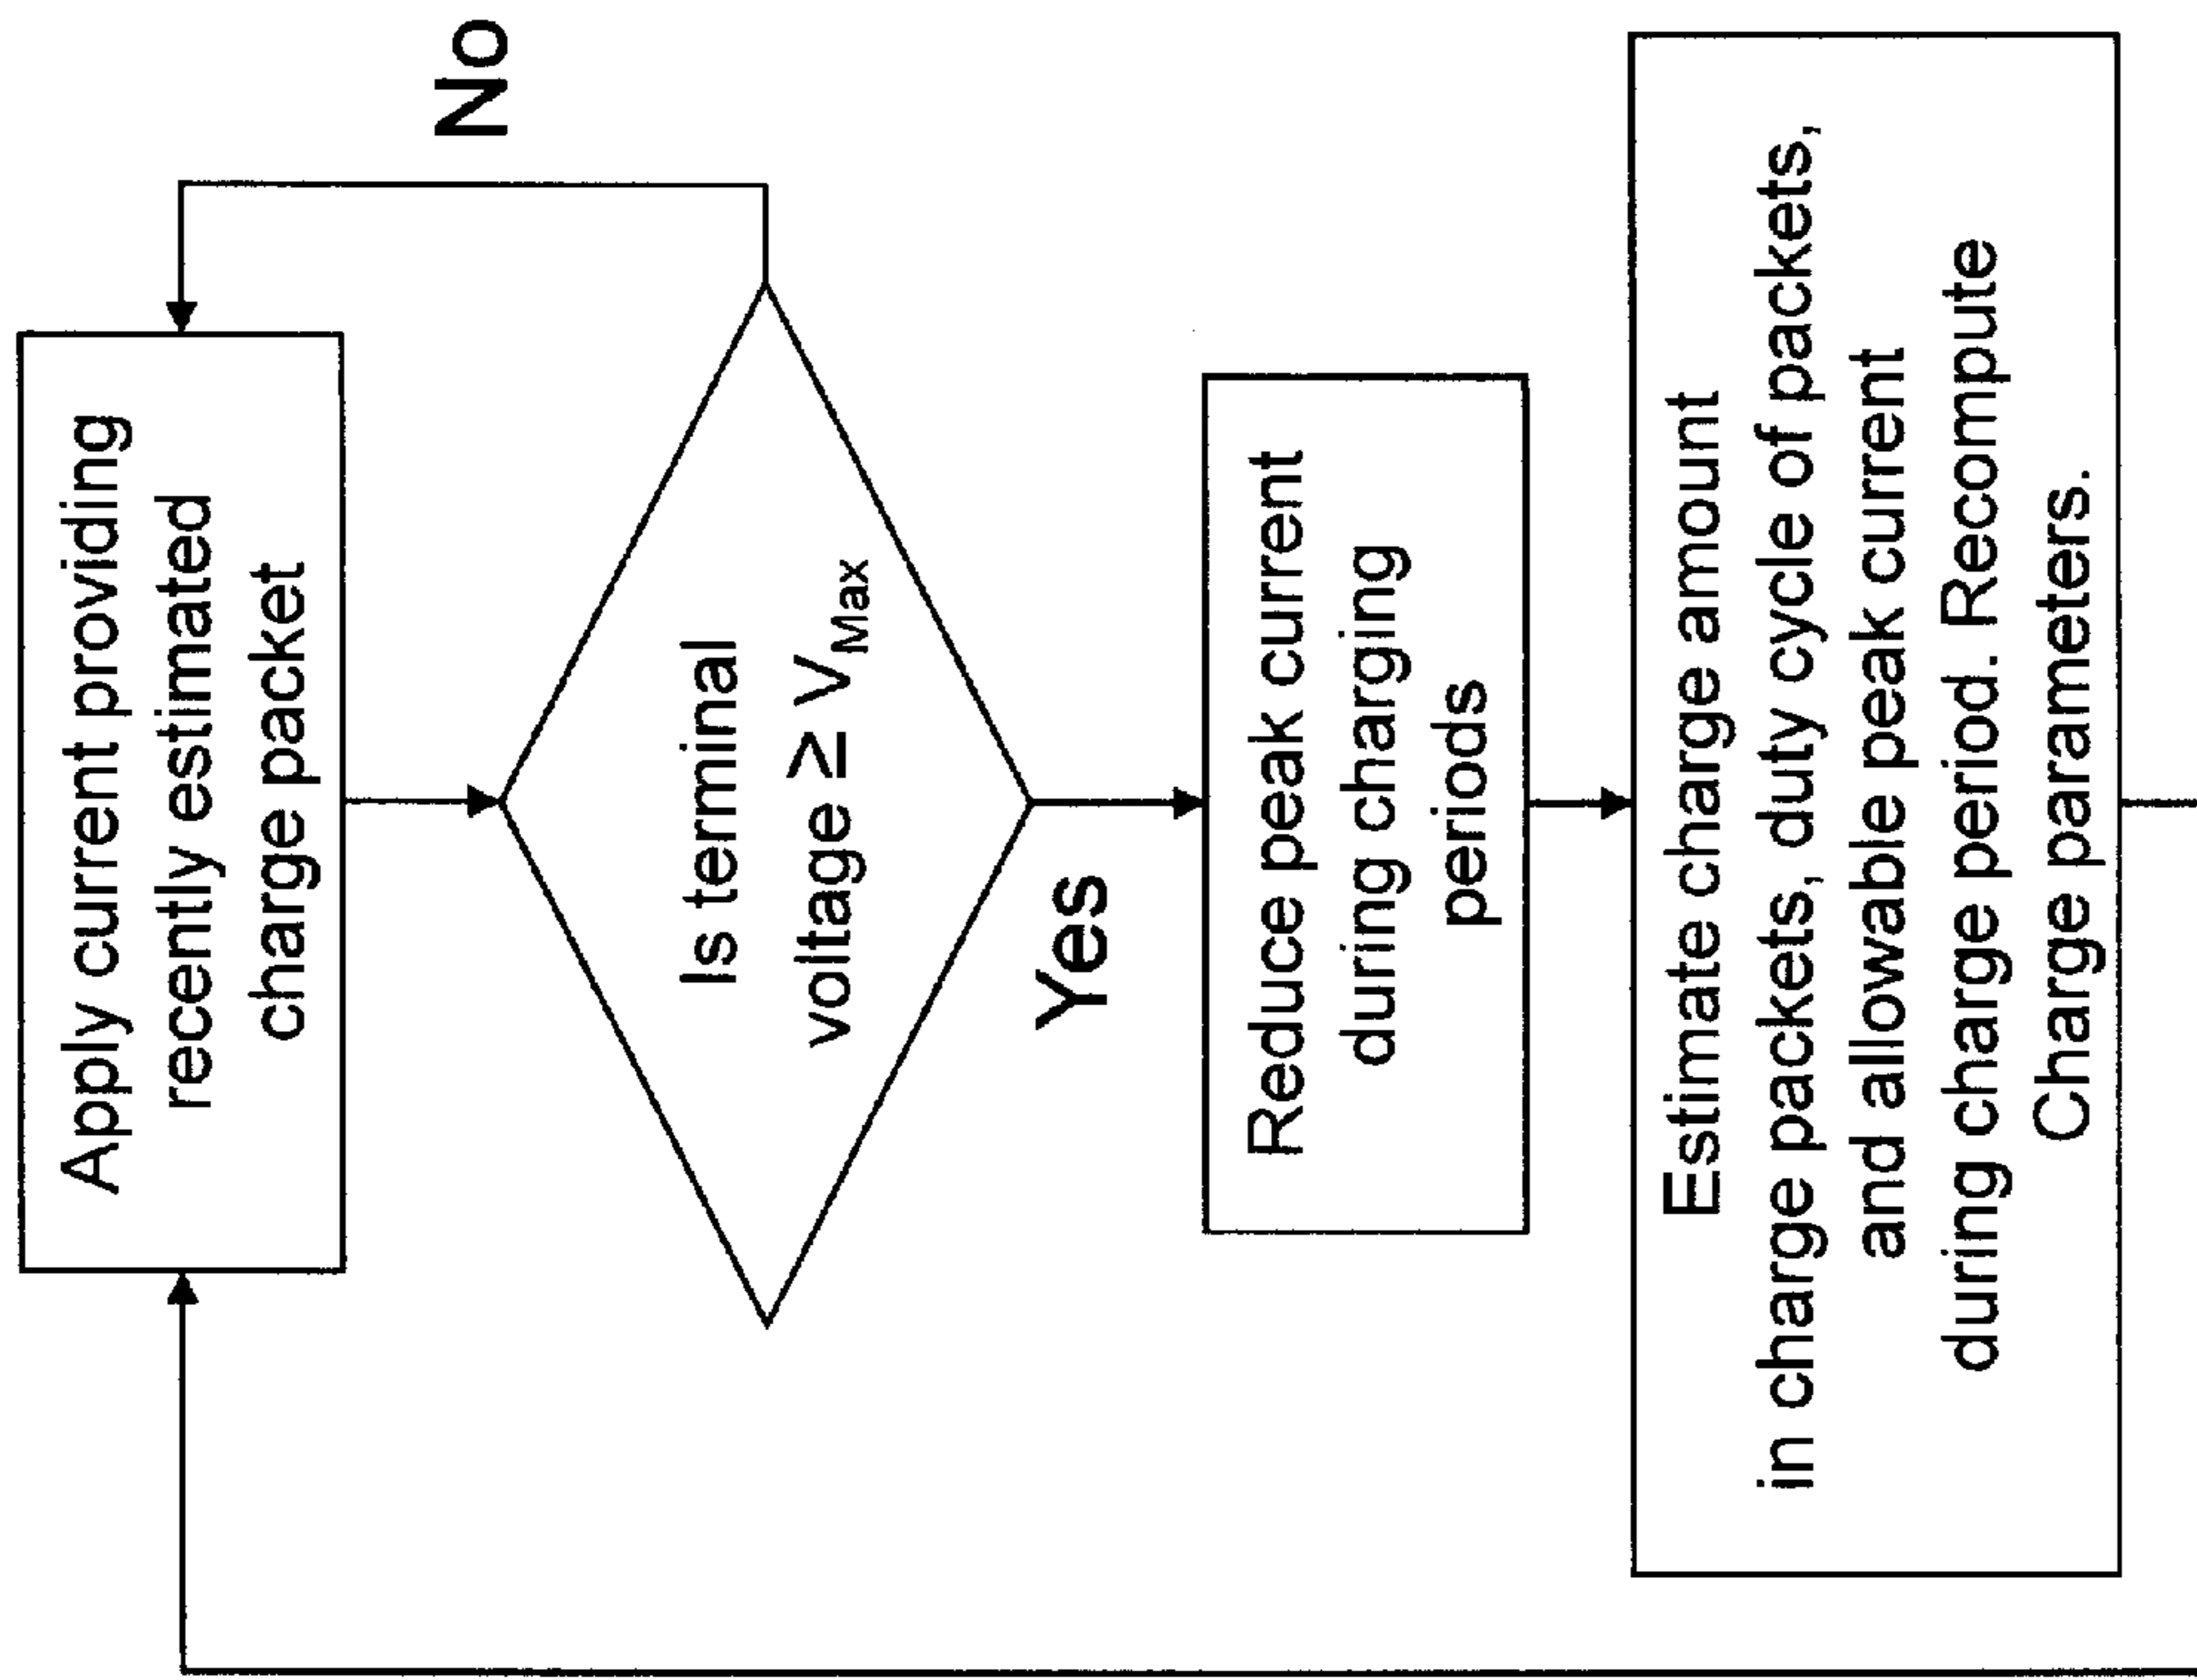 Apply current providing
recently estimated
charge packet
No
Is terminal
voltage ≥ V_Max
Yes
Reduce peak current
during charging
periods
Estimate charge amount
in charge packets, duty cycle of packets,
and allowable peak current
during charge period. Recompute
Charge parameters.